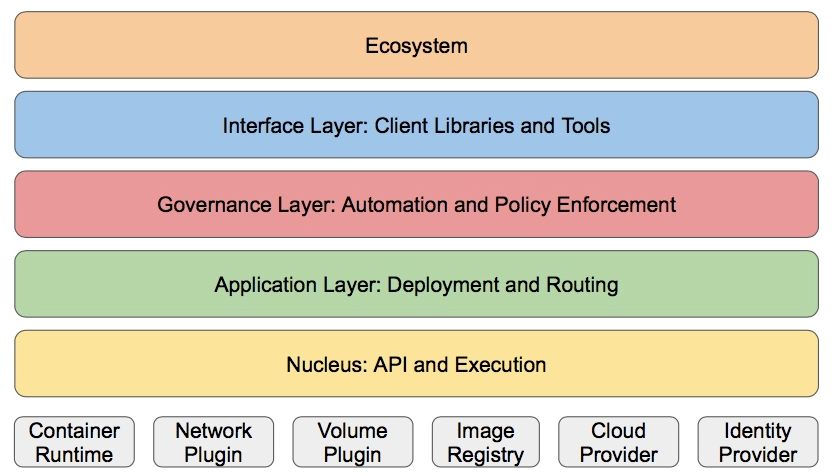 Ecosystem
Interface Layer: Client Libraries and Tools
Governance Layer: Automation and Policy Enforcement
Application Layer: Deployment and Routing
Nucleus: API and Execution
Container
Runtime
Network
Plugin
Volume
Plugin
Image
Registry
Cloud
Provider
Identity
Provider